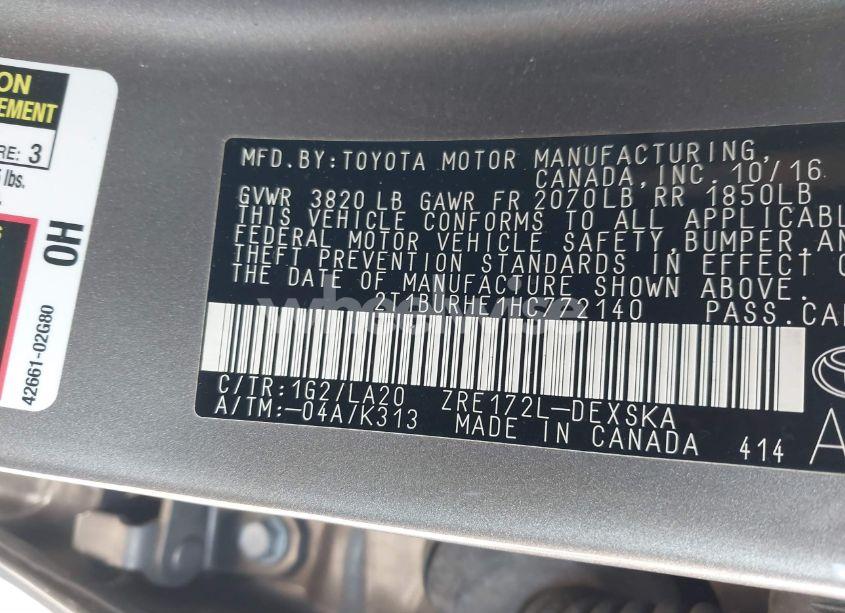 ON
EMENT
RE: 3
lbs.
OH
42661-02G80
MFD.BY:TOYOTA MOTOR MANUFACTURING,
CANADA, INC. 10/16
GVWR 3820 LB GAWR FR 2070LB RR 1850LB
THIS VEHICLE CONFORMS TO ALL APPLICABL
FEDERAL MOTOR VEHICLE SAFETY,BUMPER,AN
THEFT PREVENTION STANDARDS IN EFFECT O
THE DATE OF MANUFACTURE SHOWN ABOVE.
2T1BURHE1HC772140 PASS.CA
wheelwise
C/TR:1G2/LA20 ZRE172L-DEXSKA
A/TM:-04A/K313 MADE IN CANADA 414
A